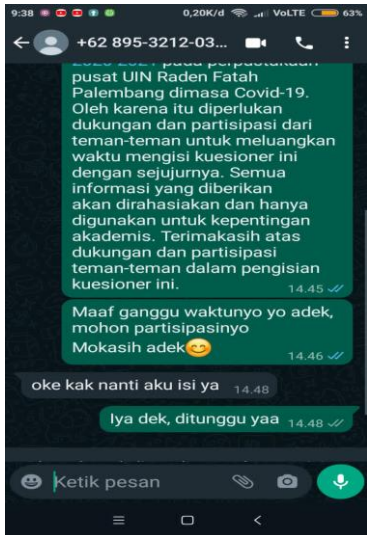 9:38
0,20K/d
VoLTE
63%
+62 895-3212-03...
pusat UIN Raden Fatah
Palembang dimasa Covid-19.
Oleh karena itu diperlukan
dukungan dan partisipasi dari
teman-teman untuk meluangkan
waktu mengisi kuesioner ini
dengan sejujurnya. Semua
informasi yang diberikan
akan dirahasiakan dan hanya
digunakan untuk kepentingan
akademis. Terimakasih atas
dukungan dan partisipasi
teman-teman dalam pengisian
kuesioner ini.
14.45
Maaf ganggu waktunyo yo adek,
mohon partisipasinyo
Mokasih adek😊
14.46
oke kak nanti aku isi ya 14.48
Iya dek, ditunggu yaa 14.48
Ketik pesan